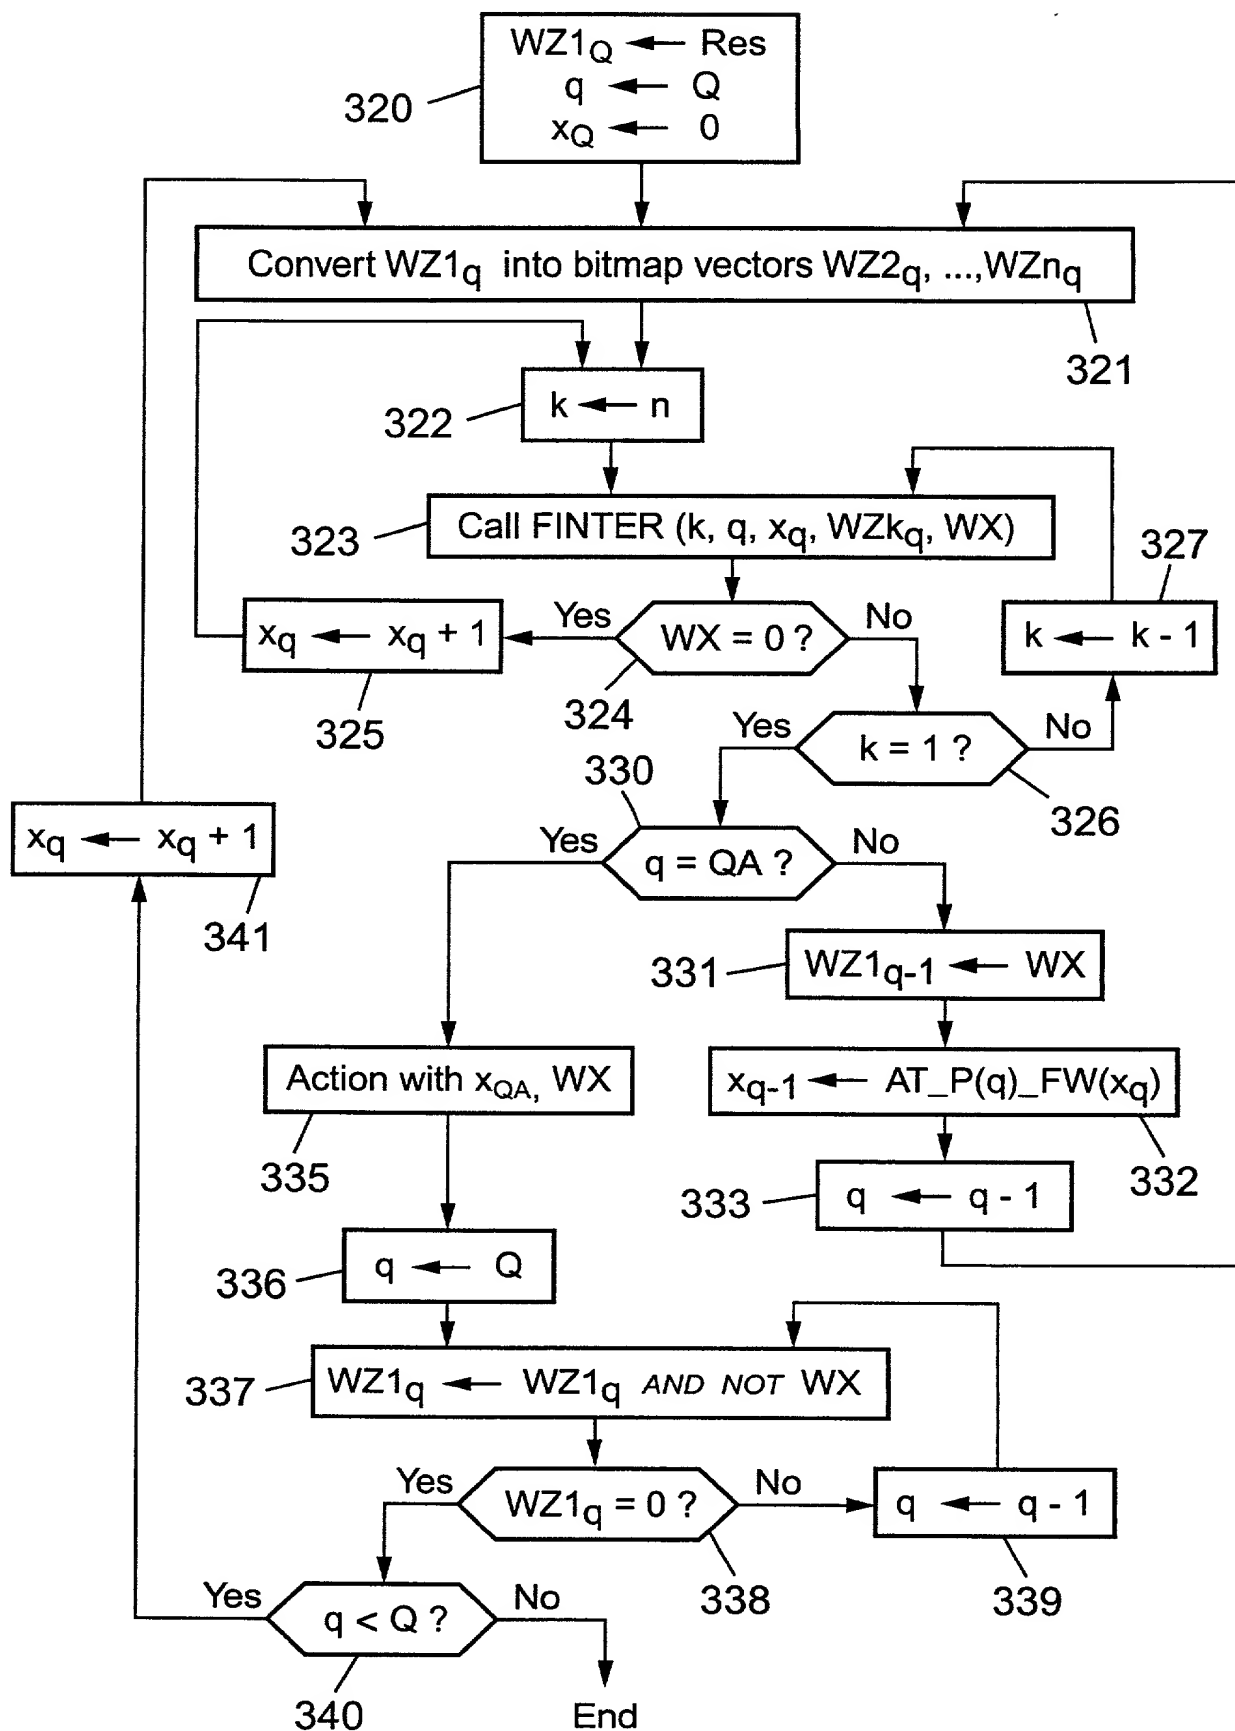 WZ1Q ← Res
q ← Q
xQ ← 0
320
Convert WZ1q into bitmap vectors WZ2q, ...,WZnq
321
k ← n
322
Call FINTER (k, q, xq, WZkq, WX)
323
327
Yes
WX = 0 ?
No
xq ← xq + 1
k ← k - 1
324
325
Yes
k = 1 ?
No
330
326
xq ← xq + 1
Yes
q = QA ?
No
341
331
WZ1q-1 ← WX
Action with xQA, WX
xq-1 ← AT_P(q)_FW(xq)
335
332
333
q ← q - 1
336
q ← Q
337
WZ1q ← WZ1q AND NOT WX
Yes
WZ1q = 0 ?
No
q ← q - 1
338
339
Yes
q < Q ?
No
340
End